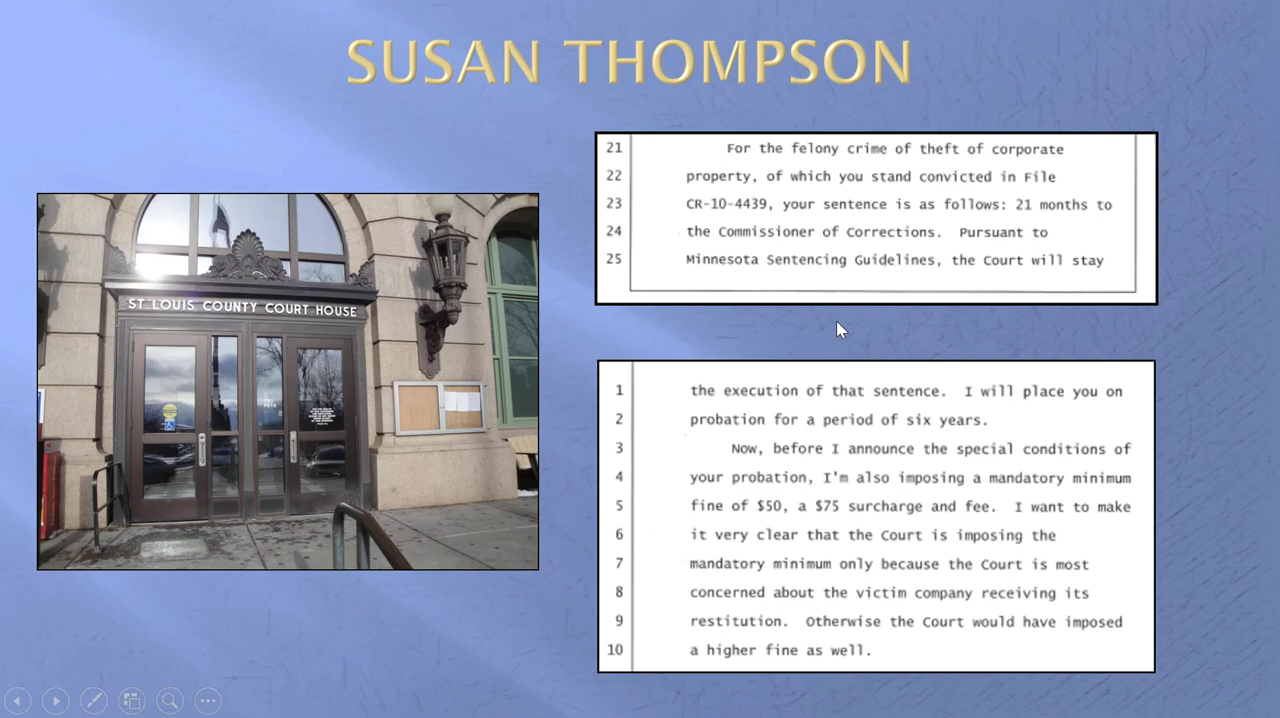 SUSAN THOMPSON
ST LOUIS COUNTY COURT HOUSE
21 For the felony crime of theft of corporate
22 property, of which you stand convicted in File
23 CR-10-4439, your sentence is as follows: 21 months to
24 the Commissioner of Corrections. Pursuant to
25 Minnesota Sentencing Guidelines, the Court will stay
1 the execution of that sentence. I will place you on
2 probation for a period of six years.
3 Now, before I announce the special conditions of
4 your probation, I'm also imposing a mandatory minimum
5 fine of $50, a $75 surcharge and fee. I want to make
6 it very clear that the Court is imposing the
7 mandatory minimum only because the Court is most
8 concerned about the victim company receiving its
9 restitution. Otherwise the Court would have imposed
10 a higher fine as well.